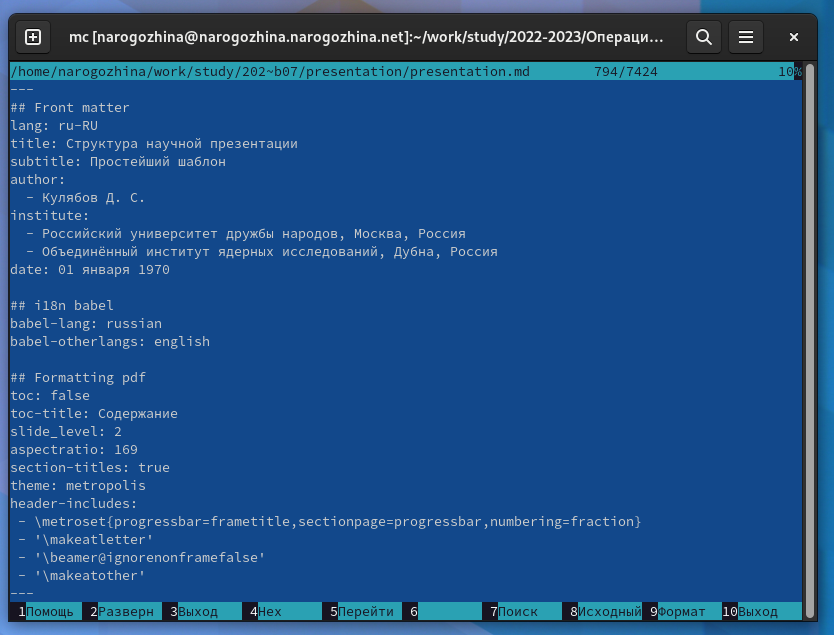 mc [narogozhina@narogozhina.narogozhina.net]:~/work/study/2022-2023/Операци…
/home/narogozhina/work/study/202~b07/presentation/presentation.md 794/7424 10%
---
## Front matter
lang: ru-RU
title: Структура научной презентации
subtitle: Простейший шаблон
author:
  - Кулябов Д. С.
institute:
  - Российский университет дружбы народов, Москва, Россия
  - Объединённый институт ядерных исследований, Дубна, Россия
date: 01 января 1970

## i18n babel
babel-lang: russian
babel-otherlangs: english

## Formatting pdf
toc: false
toc-title: Содержание
slide_level: 2
aspectratio: 169
section-titles: true
theme: metropolis
header-includes:
 - \metroset{progressbar=frametitle,sectionpage=progressbar,numbering=fraction}
 - '\makeatletter'
 - '\beamer@ignorenonframefalse'
 - '\makeatother'
---
1Помощь 2Разверн 3Выход 4Hex 5Перейти 6 7Поиск 8Исходный 9Формат 10Выход